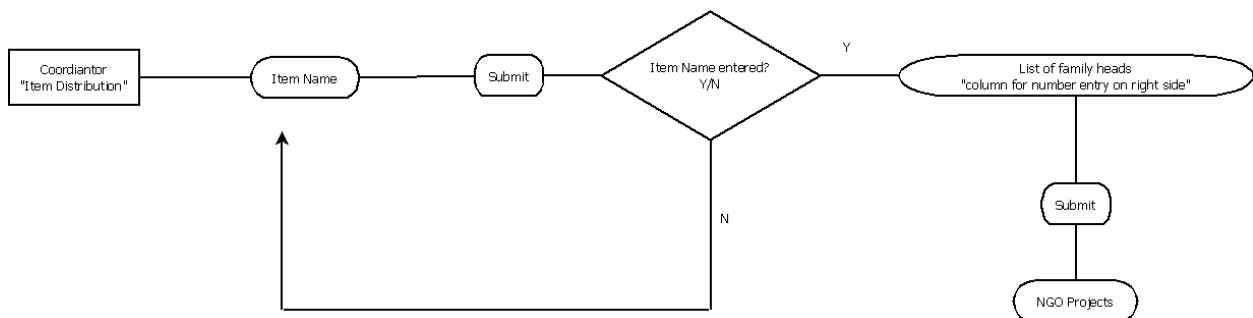 Coordiantor
"Item Distribution"
Item Name
Submit
Item Name entered?
Y/N
Y
List of family heads
"column for number entry on right side"
N
Submit
NGO Projects